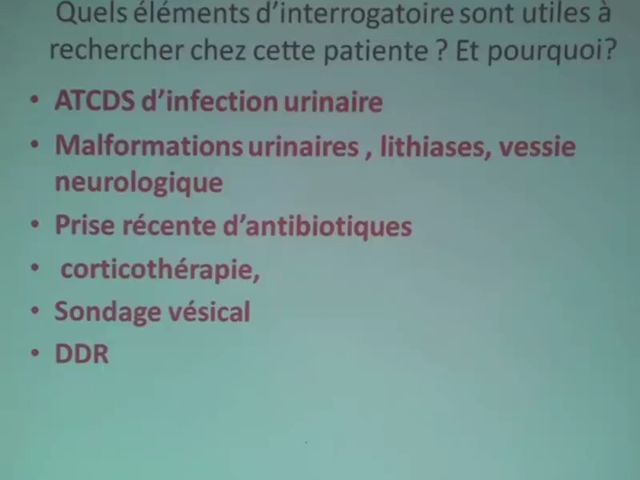 Quels éléments d’interrogatoire sont utiles à
rechercher chez cette patiente ? Et pourquoi?
• ATCDS d’infection urinaire
• Malformations urinaires , lithiases, vessie
neurologique
• Prise récente d’antibiotiques
• corticothérapie,
• Sondage vésical
• DDR